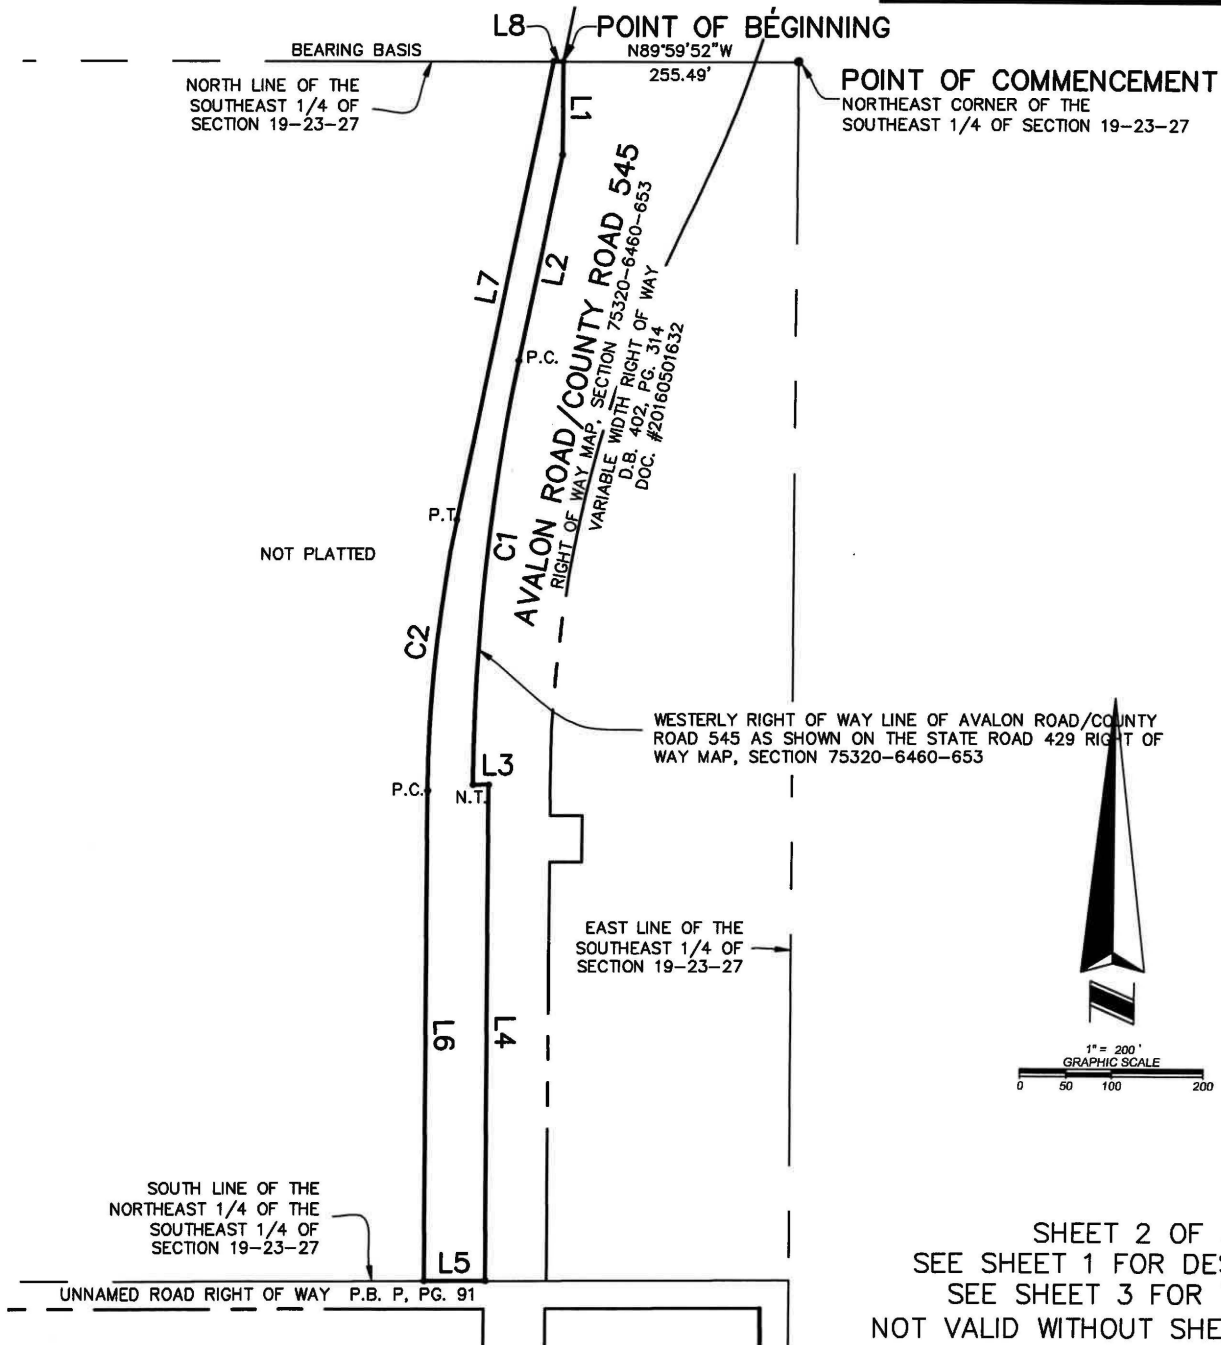 L8
POINT OF BEGINNING
BEARING BASIS
N89°59'52"W
255.49'
NORTH LINE OF THE
SOUTHEAST 1/4 OF
SECTION 19-23-27
POINT OF COMMENCEMENT
NORTHEAST CORNER OF THE
SOUTHEAST 1/4 OF SECTION 19-23-27
L1
L2
L7
P.C.
AVALON ROAD/COUNTY ROAD 545
RIGHT OF WAY MAP, SECTION 75320-6460-653
VARIABLE WIDTH RIGHT OF WAY
D.B. 402, PG. 314
DOC. #20160501632
P.T.
NOT PLATTED
C1
C2
WESTERLY RIGHT OF WAY LINE OF AVALON ROAD/COUNTY
ROAD 545 AS SHOWN ON THE STATE ROAD 429 RIGHT OF
WAY MAP, SECTION 75320-6460-653
L3
P.C.
N.T.
EAST LINE OF THE
SOUTHEAST 1/4 OF
SECTION 19-23-27
L6
L4
N
1" = 200'
GRAPHIC SCALE
0 50 100 200
SOUTH LINE OF THE
NORTHEAST 1/4 OF THE
SOUTHEAST 1/4 OF
SECTION 19-23-27
L5
UNNAMED ROAD RIGHT OF WAY P.B. P, PG. 91
SHEET 2 OF
SEE SHEET 1 FOR DES
SEE SHEET 3 FOR
NOT VALID WITHOUT SHE